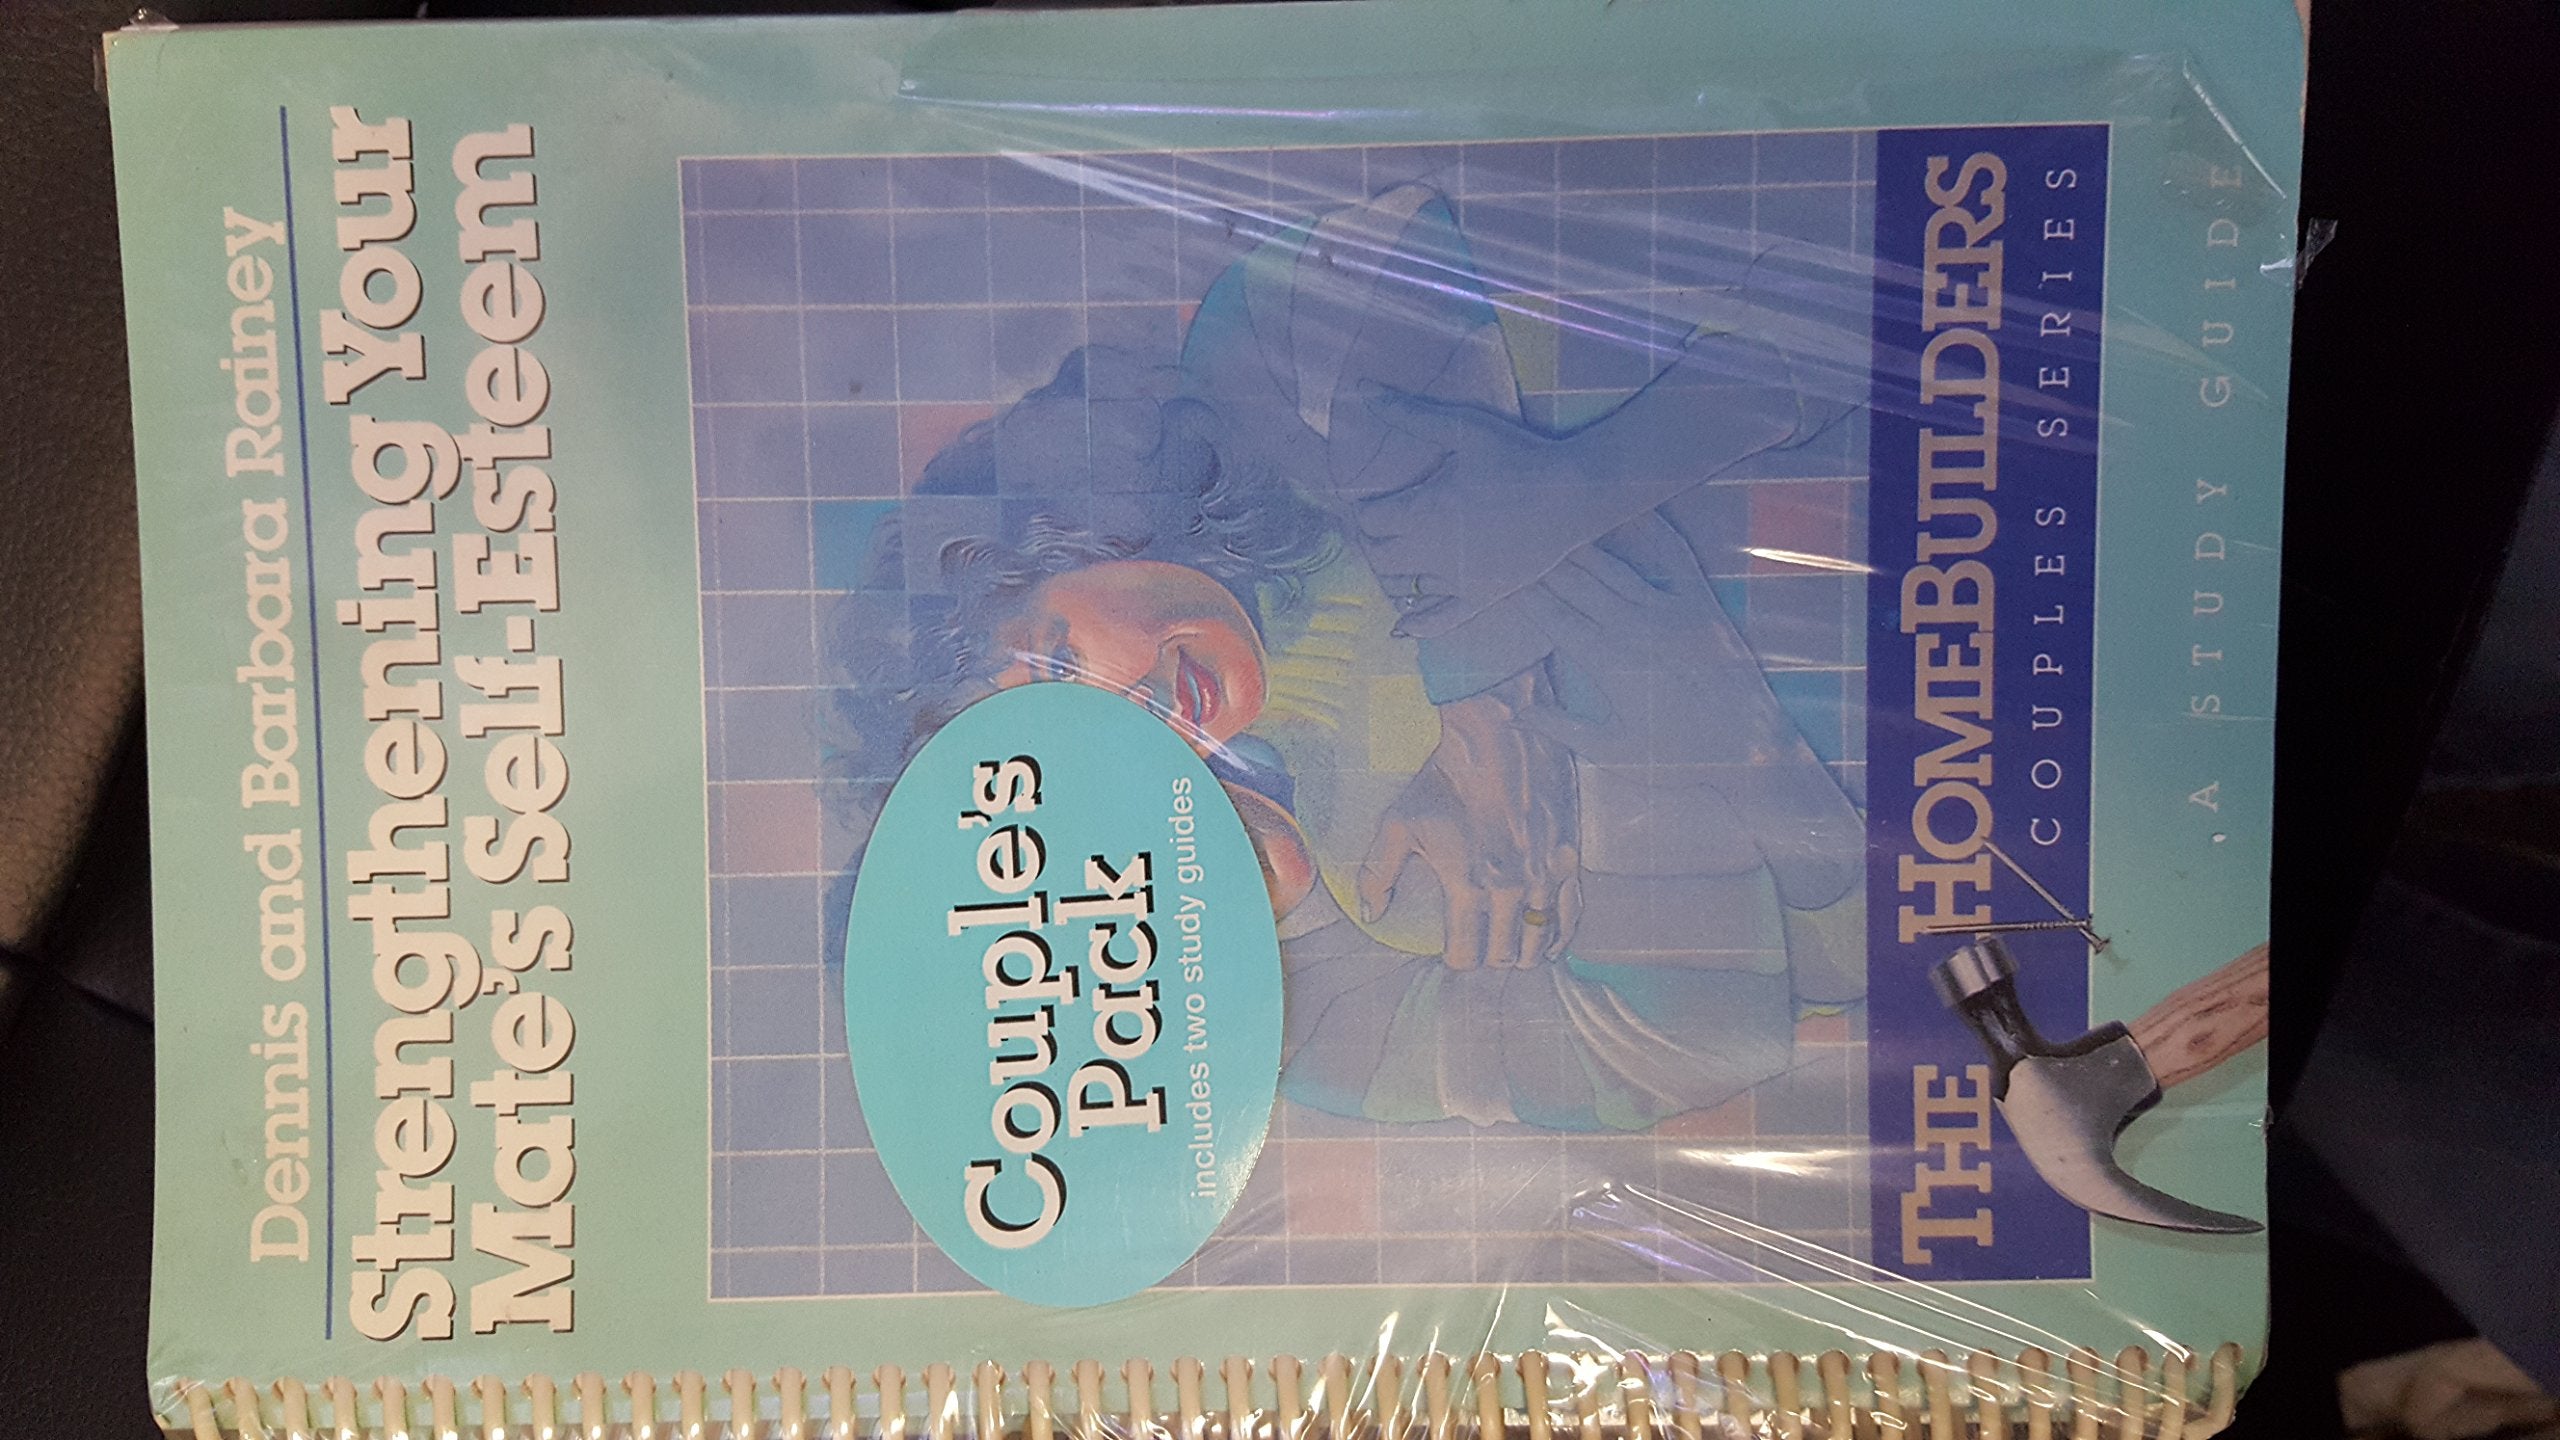 Dennis and Barbara Rainey
Strengthening Your
Mate's Self-Esteem
Couple's
Pack
includes two study guides
THE HOMEBUILDERS
COUPLES SERIES
A STUDY GUIDE